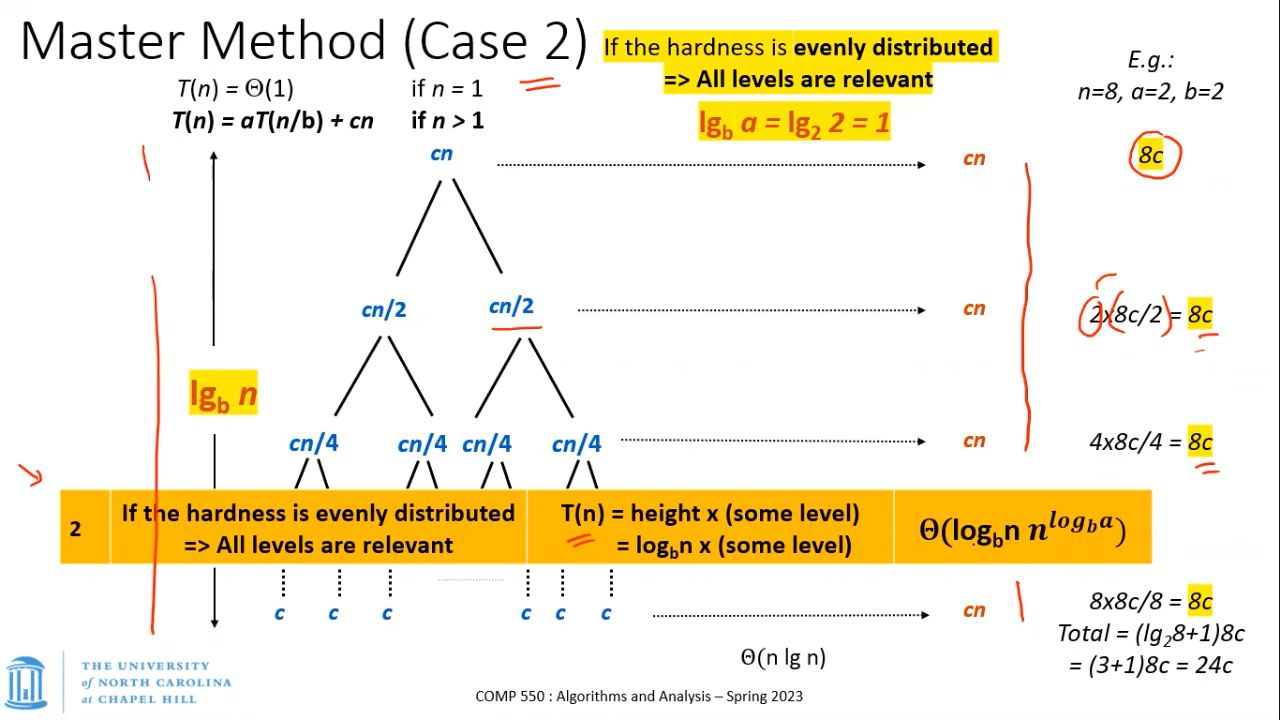 Master Method (Case 2)
If the hardness is evenly distributed
=> All levels are relevant
lg_b a = lg_2 2 = 1
E.g.:
n=8, a=2, b=2
T(n) = Θ(1) if n = 1
T(n) = aT(n/b) + cn if n > 1
cn cn 8c
cn/2 cn/2 cn 2x8c/2 = 8c
lg_b n
cn/4 cn/4 cn/4 cn/4 cn 4x8c/4 = 8c
2
If the hardness is evenly distributed
=> All levels are relevant
T(n) = height x (some level)
= log_b n x (some level)
Θ(log_b n n^{log_b a})
c c c c c c cn 8x8c/8 = 8c
Total = (lg_2 8+1)8c
= (3+1)8c = 24c
Θ(n lg n)
THE UNIVERSITY
of NORTH CAROLINA
at CHAPEL HILL
COMP 550 : Algorithms and Analysis – Spring 2023